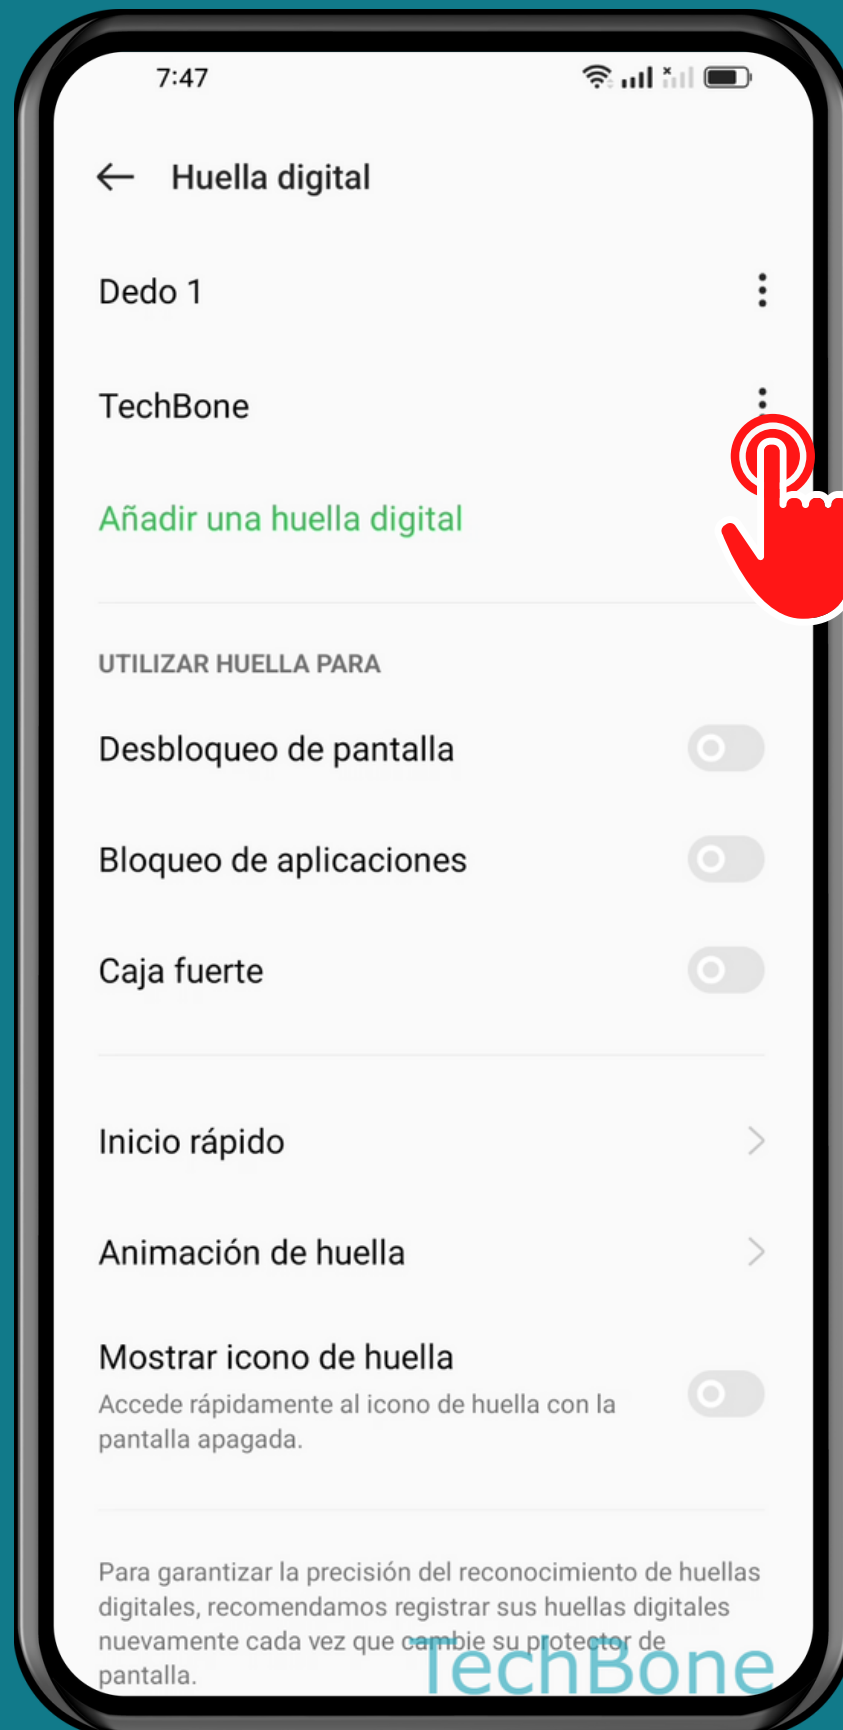 7:47
Huella digital
Dedo 1
TechBone
Añadir una huella digital
UTILIZAR HUELLA PARA
Desbloqueo de pantalla
Bloqueo de aplicaciones
Caja fuerte
Inicio rápido
Animación de huella
Mostrar icono de huella
Accede rápidamente al icono de huella con la
pantalla apagada.
Para garantizar la precisión del reconocimiento de huellas
digitales, recomendamos registrar sus huellas digitales
nuevamente cada vez que cambie su protector de
pantalla.
TechBone